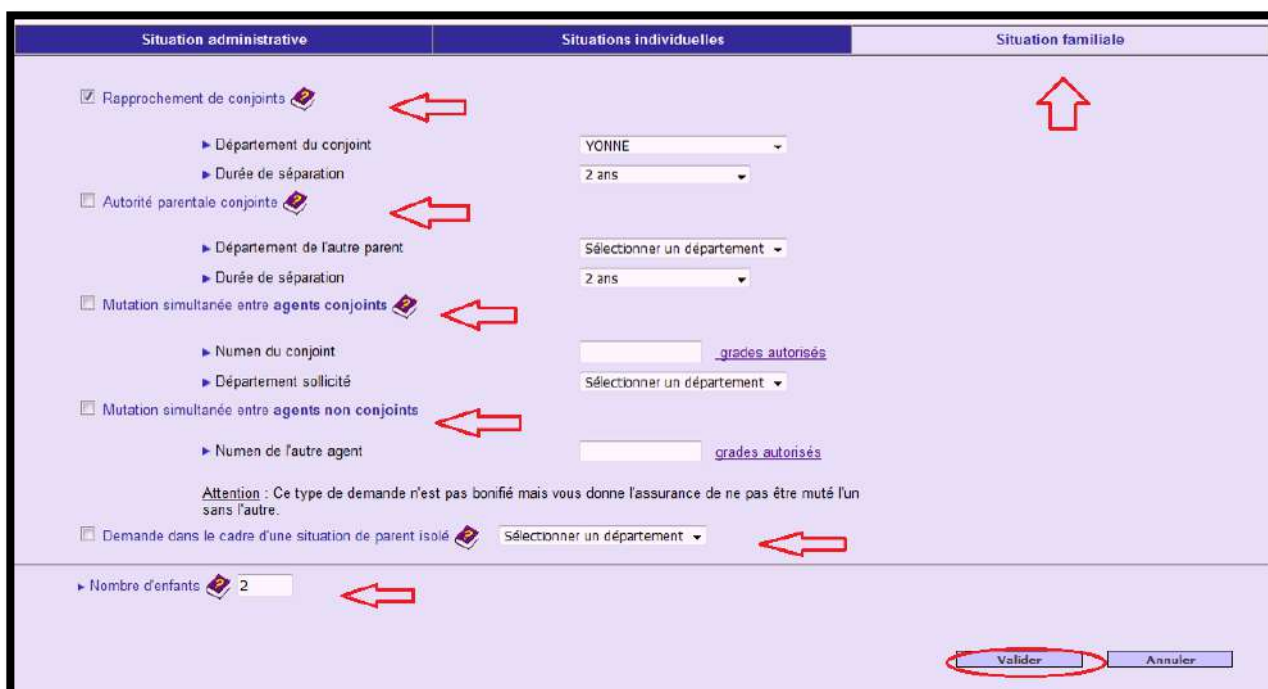 Situation administrative
Situations individuelles
Situation familiale
Rapprochement de conjoints
Département du conjoint
YONNE
Durée de séparation
2 ans
Autorité parentale conjointe
Département de l'autre parent
Sélectionner un département
Durée de séparation
2 ans
Mutation simultanée entre agents conjoints
Numen du conjoint
grades autorisés
Département sollicité
Sélectionner un département
Mutation simultanée entre agents non conjoints
Numen de l'autre agent
grades autorisés
Attention : Ce type de demande n'est pas bonifié mais vous donne l'assurance de ne pas être muté l'un
sans l'autre.
Demande dans le cadre d'une situation de parent isolé
Sélectionner un département
Nombre d'enfants
2
Valider
Annuler